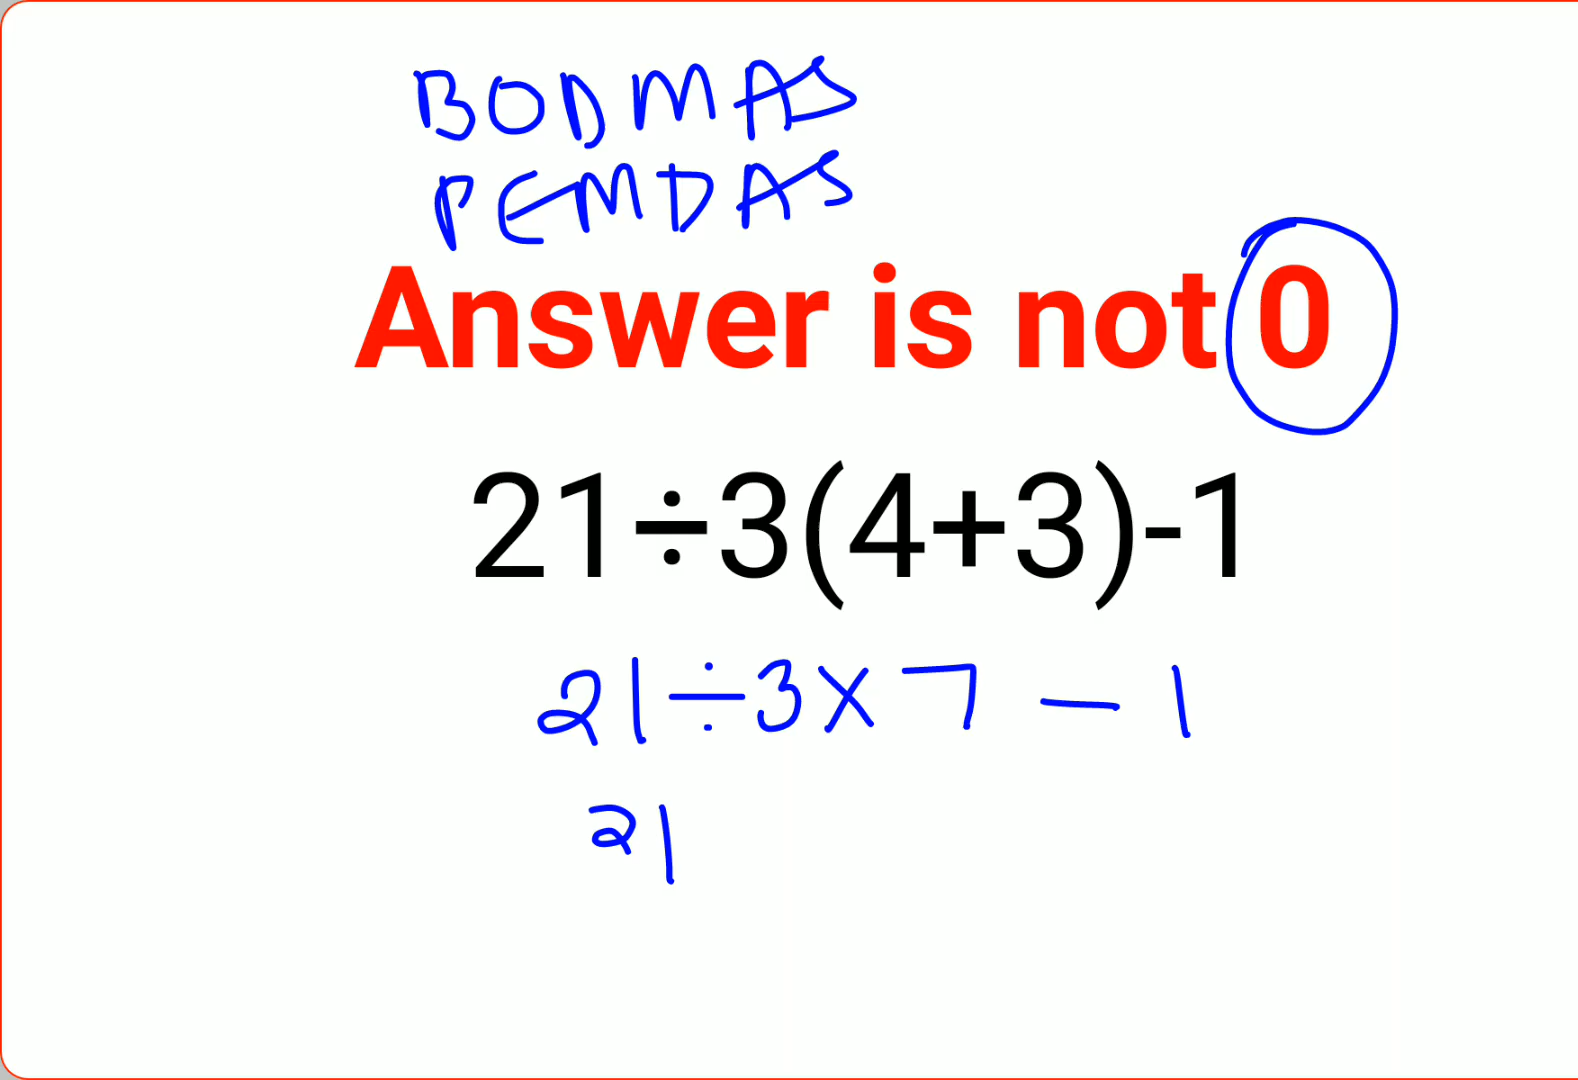 BODMAS
PEMDAS
Answer is not 0
21÷3(4+3)-1
21÷3×7-1
21